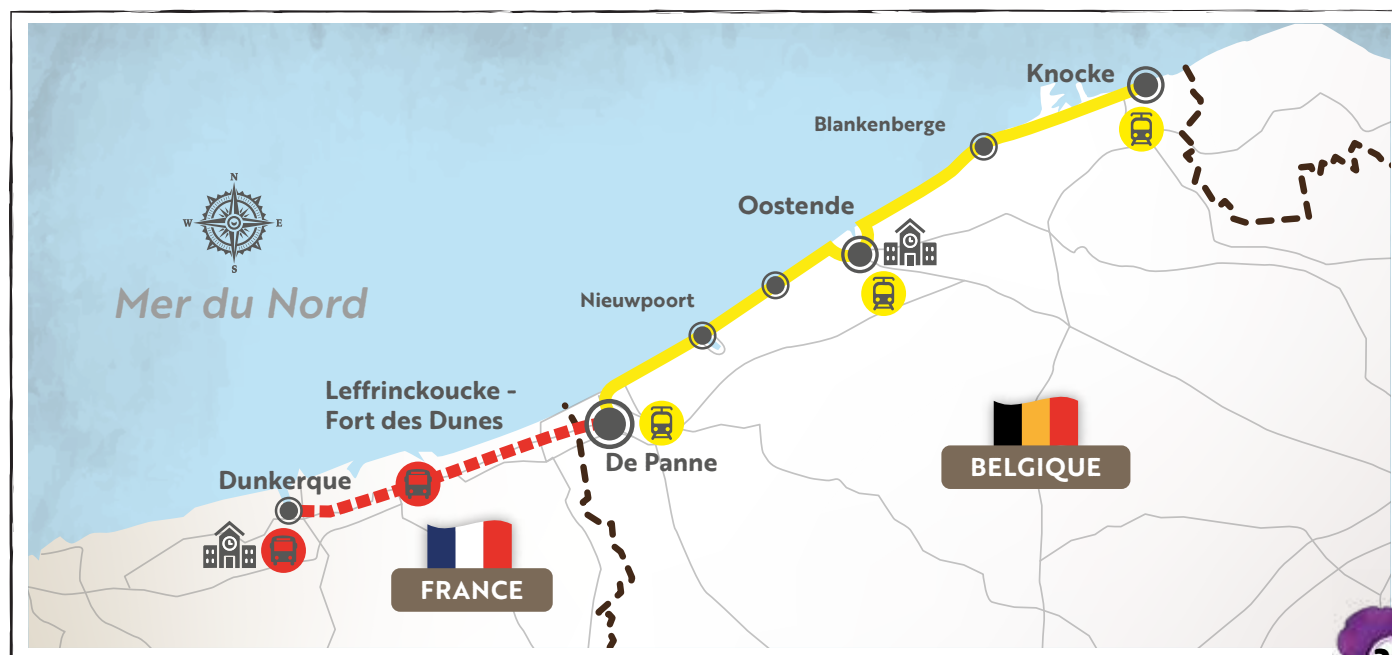 Knocke
Blankenberge
Oostende
N
W
E
S
Mer du Nord
Nieuwpoort
Leffrinckoucke -
Fort des Dunes
De Panne
BELGIQUE
Dunkerque
FRANCE